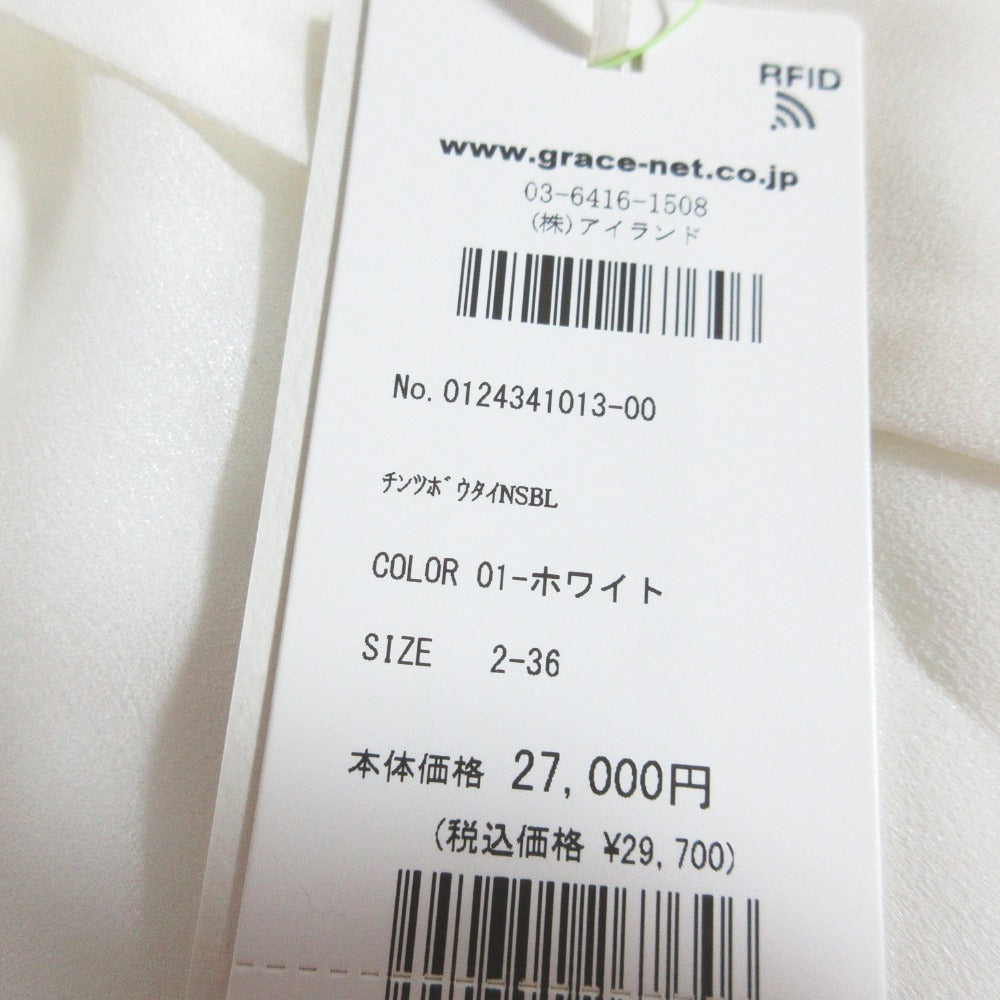 RFID
www.grace-net.co.jp
03-6416-1508
(株)アイランド
No. 0124341013-00
ﾁﾝﾂﾎﾞｳﾀｲNSBL
COLOR 01-ホワイト
SIZE 2-36
本体価格 27,000円
(税込価格 ¥29,700)